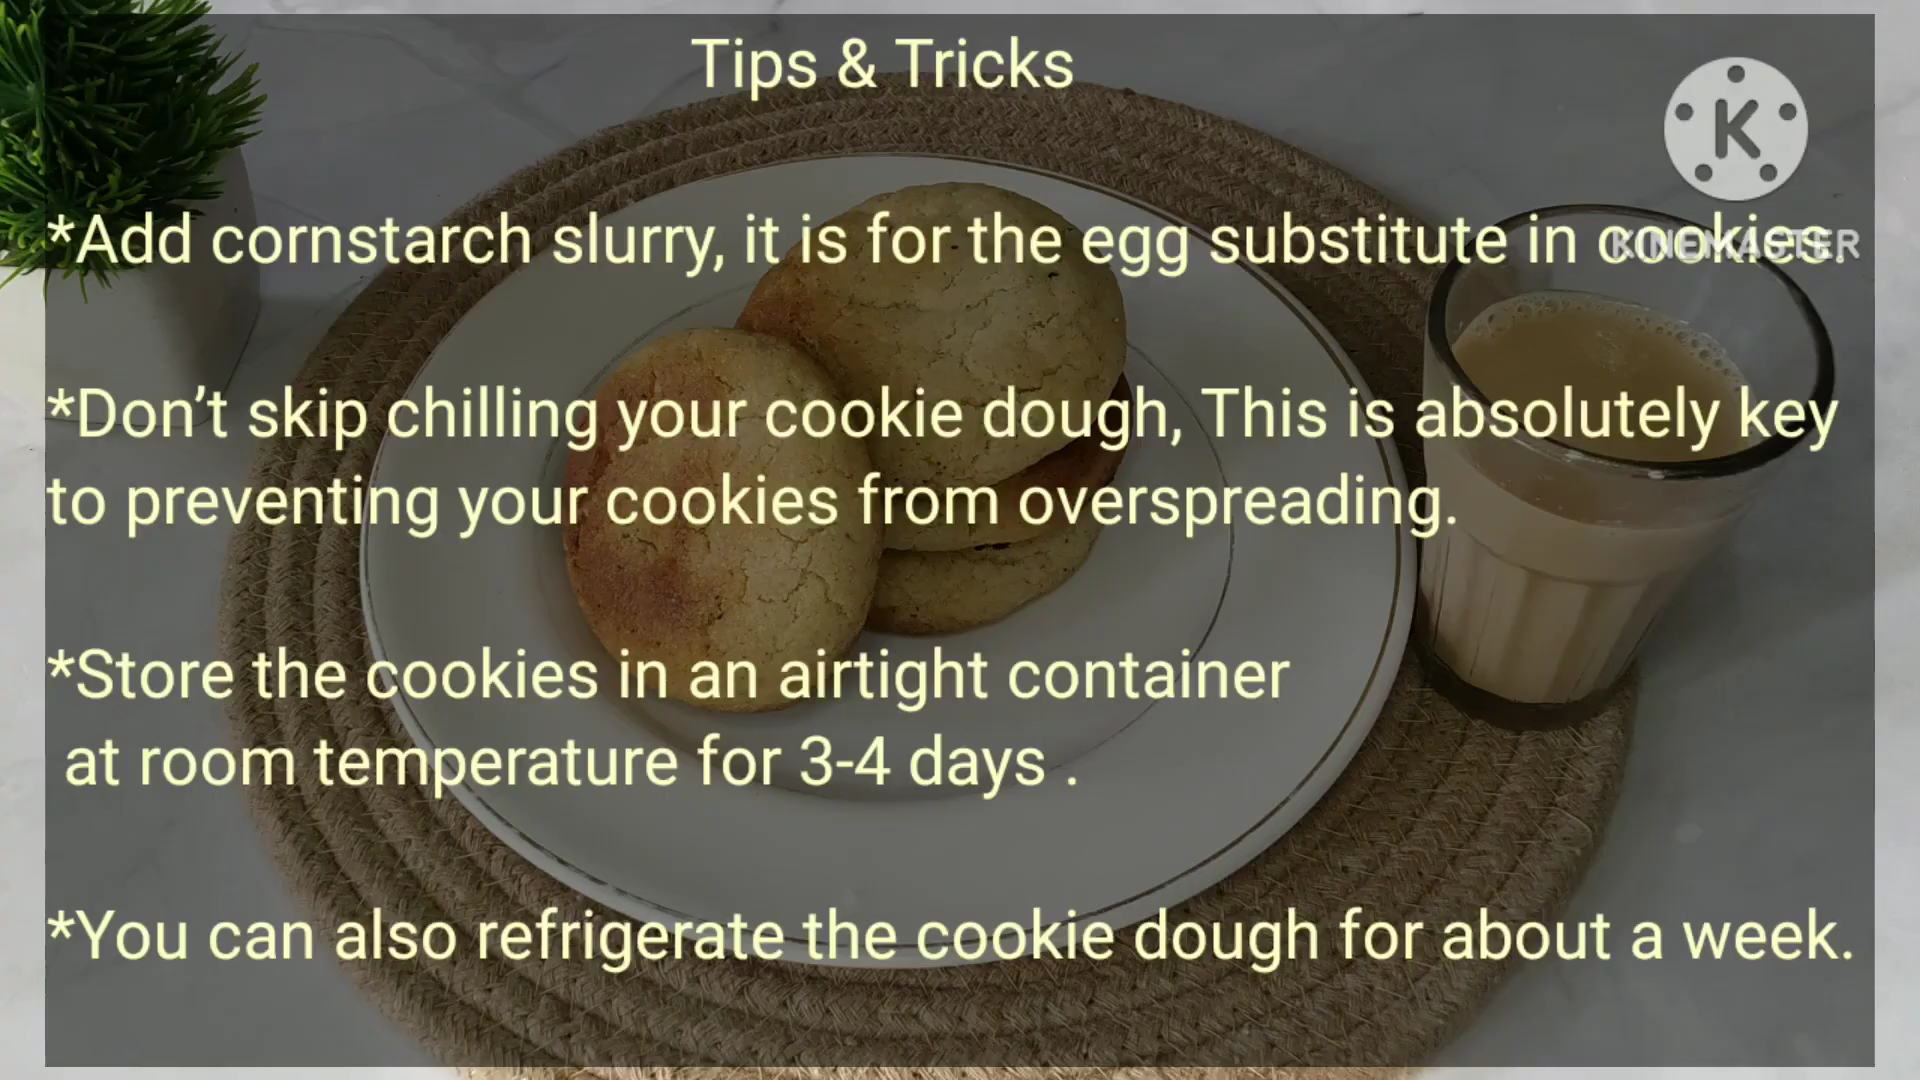 Tips & Tricks
K
*Add cornstarch slurry, it is for the egg substitute in cookies.
KINEMASTER
*Don’t skip chilling your cookie dough, This is absolutely key
to preventing your cookies from overspreading.
*Store the cookies in an airtight container
at room temperature for 3-4 days .
*You can also refrigerate the cookie dough for about a week.